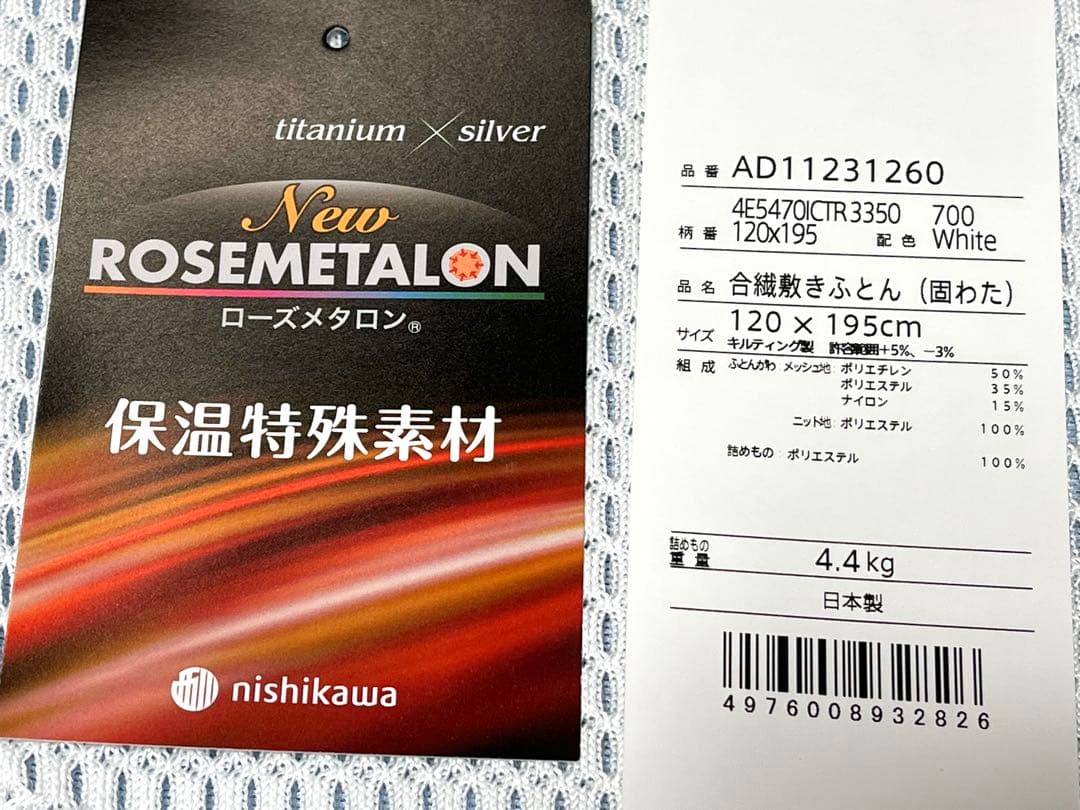 titanium × silver
New
ROSEMETALON
ローズメタロン®
保温特殊素材
nishikawa
品番 AD11231260
4E5470ICTR3350 700
柄番 120x195 配色 White
品名 合繊敷きふとん（固わた）
サイズ 120 × 195cm
キルティング製 許容範囲+5%、-3%
組成 ふとんがわ：メッシュ地：ポリエチレン 50%
ポリエステル 35%
ナイロン 15%
ニット地：ポリエステル 100%
詰めもの：ポリエステル 100%
詰めもの
重量 4.4kg
日本製
4976008932826